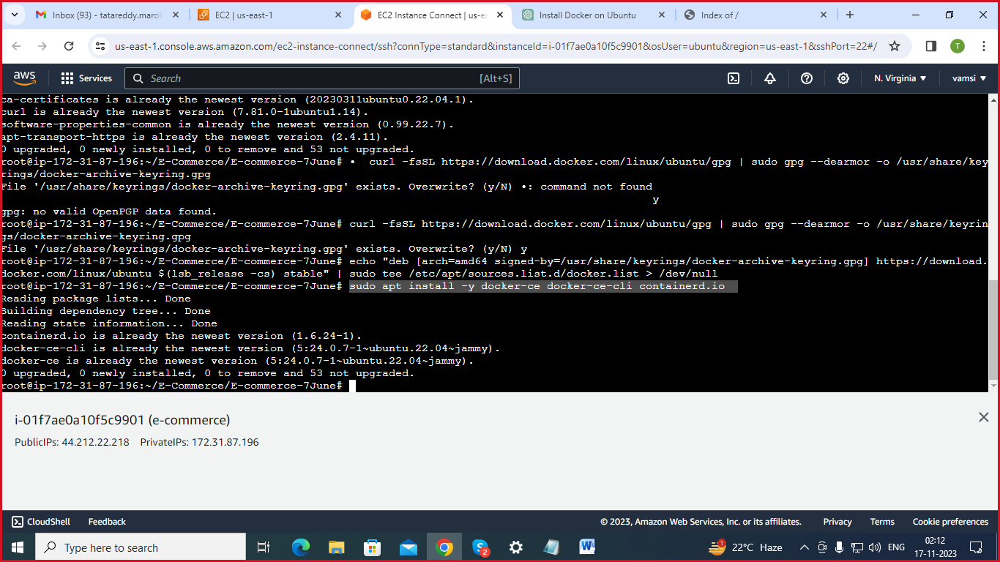 Inbox (93) - tatareddy.maroli
EC2 | us-east-1
EC2 Instance Connect | us-ea
Install Docker on Ubuntu
Index of /
us-east-1.console.aws.amazon.com/ec2-instance-connect/ssh?connType=standard&instanceId=i-01f7ae0a10f5c9901&osUser=ubuntu&region=us-east-1&sshPort=22#/
T
aws
Services
Search
[Alt+S]
N. Virginia
vamsi
ca-certificates is already the newest version (20230311ubuntu0.22.04.1).
curl is already the newest version (7.81.0-1ubuntu1.14).
software-properties-common is already the newest version (0.99.22.7).
apt-transport-https is already the newest version (2.4.11).
0 upgraded, 0 newly installed, 0 to remove and 53 not upgraded.
root@ip-172-31-87-196:~/E-Commerce/E-commerce-7June# •  curl -fsSL https://download.docker.com/linux/ubuntu/gpg | sudo gpg --dearmor -o /usr/share/key
rings/docker-archive-keyring.gpg
File '/usr/share/keyrings/docker-archive-keyring.gpg' exists. Overwrite? (y/N) •: command not found
y
gpg: no valid OpenPGP data found.
root@ip-172-31-87-196:~/E-Commerce/E-commerce-7June# curl -fsSL https://download.docker.com/linux/ubuntu/gpg | sudo gpg --dearmor -o /usr/share/keyrin
gs/docker-archive-keyring.gpg
File '/usr/share/keyrings/docker-archive-keyring.gpg' exists. Overwrite? (y/N) y
root@ip-172-31-87-196:~/E-Commerce/E-commerce-7June# echo "deb [arch=amd64 signed-by=/usr/share/keyrings/docker-archive-keyring.gpg] https://download.
docker.com/linux/ubuntu $(lsb_release -cs) stable" | sudo tee /etc/apt/sources.list.d/docker.list > /dev/null
root@ip-172-31-87-196:~/E-Commerce/E-commerce-7June# sudo apt install -y docker-ce docker-ce-cli containerd.io
Reading package lists... Done
Building dependency tree... Done
Reading state information... Done
containerd.io is already the newest version (1.6.24-1).
docker-ce-cli is already the newest version (5:24.0.7-1~ubuntu.22.04~jammy).
docker-ce is already the newest version (5:24.0.7-1~ubuntu.22.04~jammy).
0 upgraded, 0 newly installed, 0 to remove and 53 not upgraded.
root@ip-172-31-87-196:~/E-Commerce/E-commerce-7June#
i-01f7ae0a10f5c9901 (e-commerce)
PublicIPs: 44.212.22.218 PrivateIPs: 172.31.87.196
CloudShell
Feedback
© 2023, Amazon Web Services, Inc. or its affiliates.
Privacy
Terms
Cookie preferences
Type here to search
2
1
22°C Haze
ENG
02:12
17-11-2023